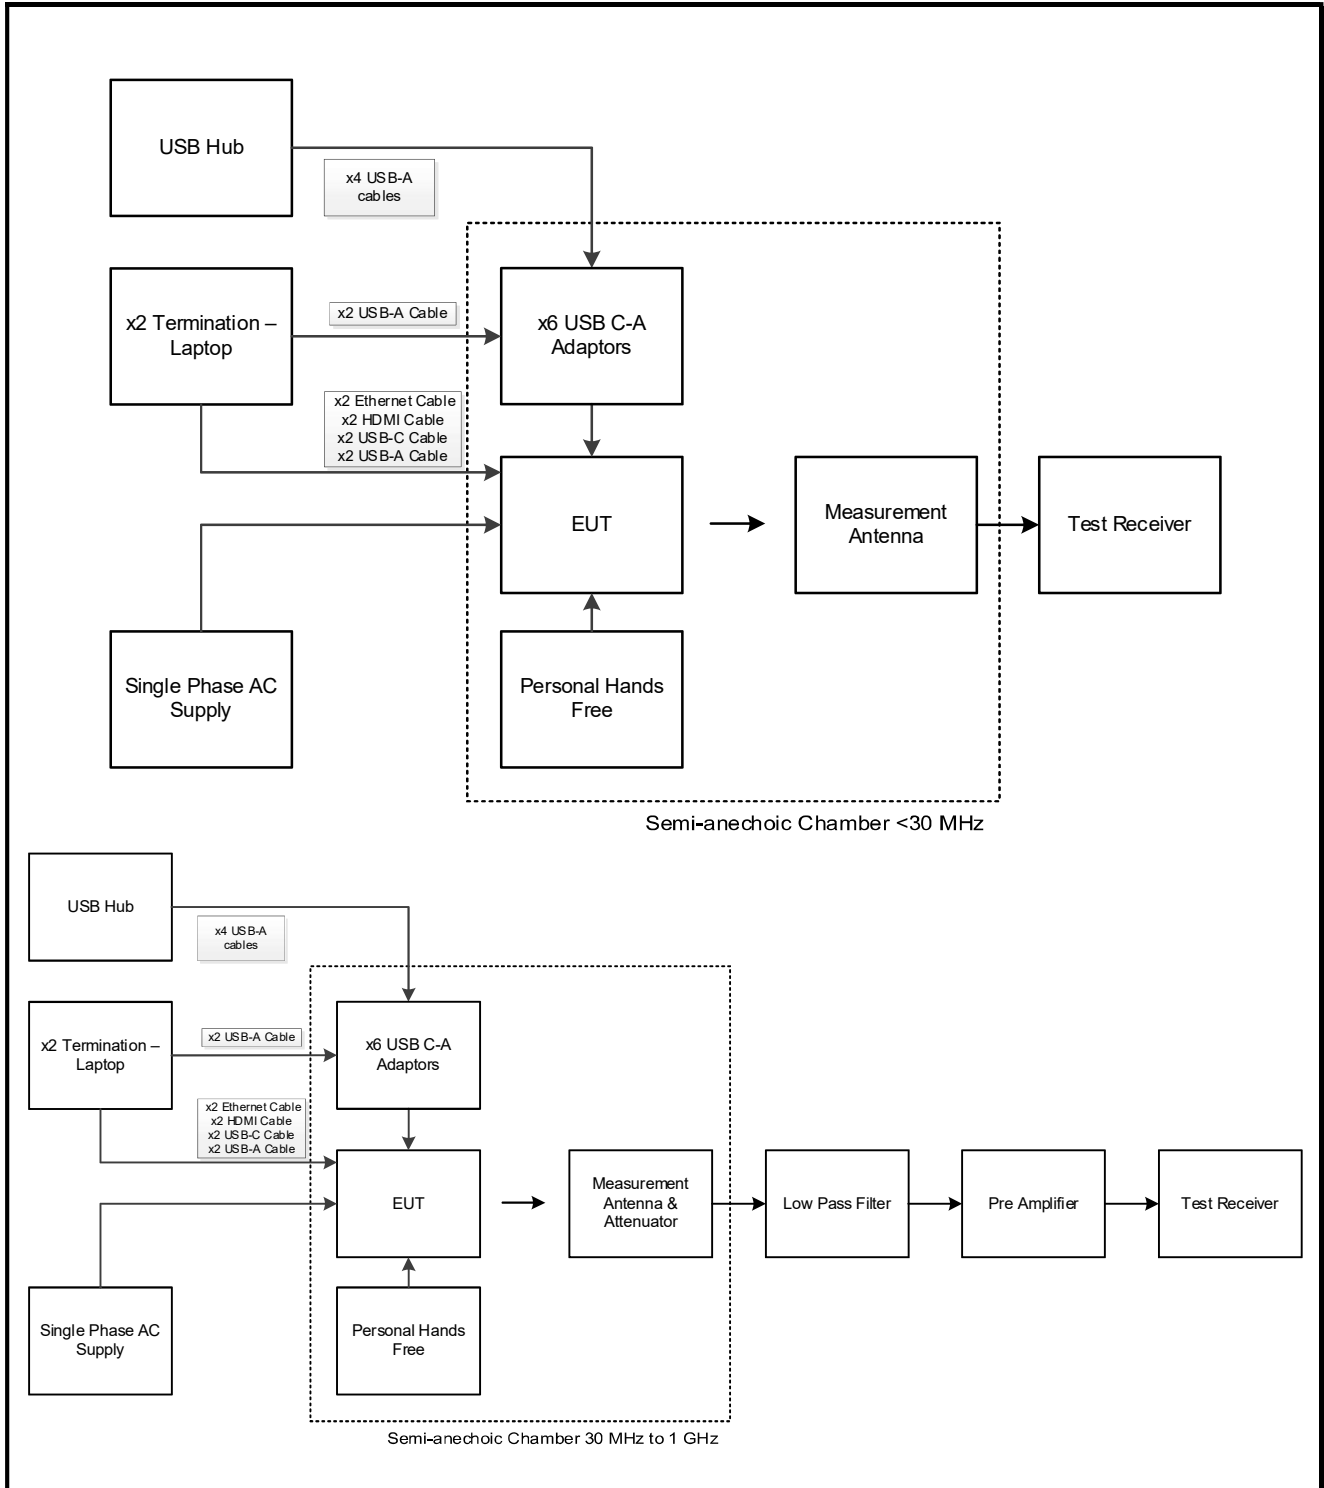 USB Hub
x4 USB-A
cables
x2 Termination –
Laptop
x2 USB-A Cable
x6 USB C-A
Adaptors
x2 Ethernet Cable
x2 HDMI Cable
x2 USB-C Cable
x2 USB-A Cable
EUT
Measurement
Antenna
Test Receiver
Single Phase AC
Supply
Personal Hands
Free
Semi-anechoic Chamber <30 MHz
USB Hub
x4 USB-A
cables
x2 Termination –
Laptop
x2 USB-A Cable
x6 USB C-A
Adaptors
x2 Ethernet Cable
x2 HDMI Cable
x2 USB-C Cable
x2 USB-A Cable
EUT
Measurement
Antenna &
Attenuator
Low Pass Filter
Pre Amplifier
Test Receiver
Single Phase AC
Supply
Personal Hands
Free
Semi-anechoic Chamber 30 MHz to 1 GHz